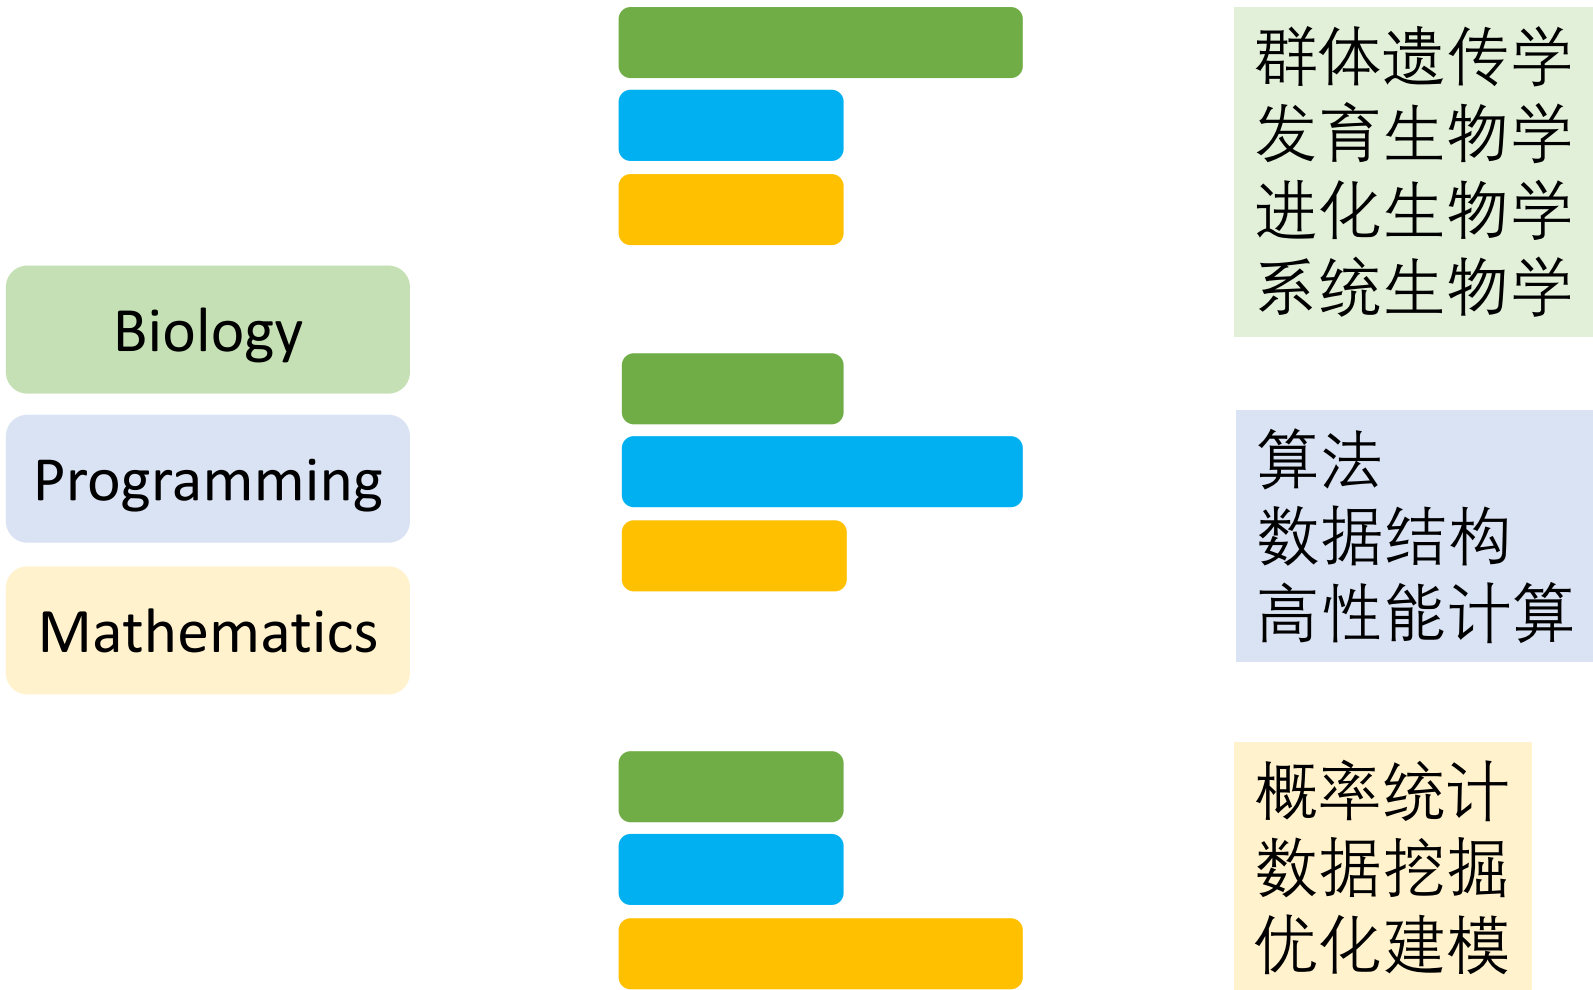 Biology
Programming
Mathematics
群体遗传学
发育生物学
进化生物学
系统生物学
算法
数据结构
高性能计算
概率统计
数据挖掘
优化建模